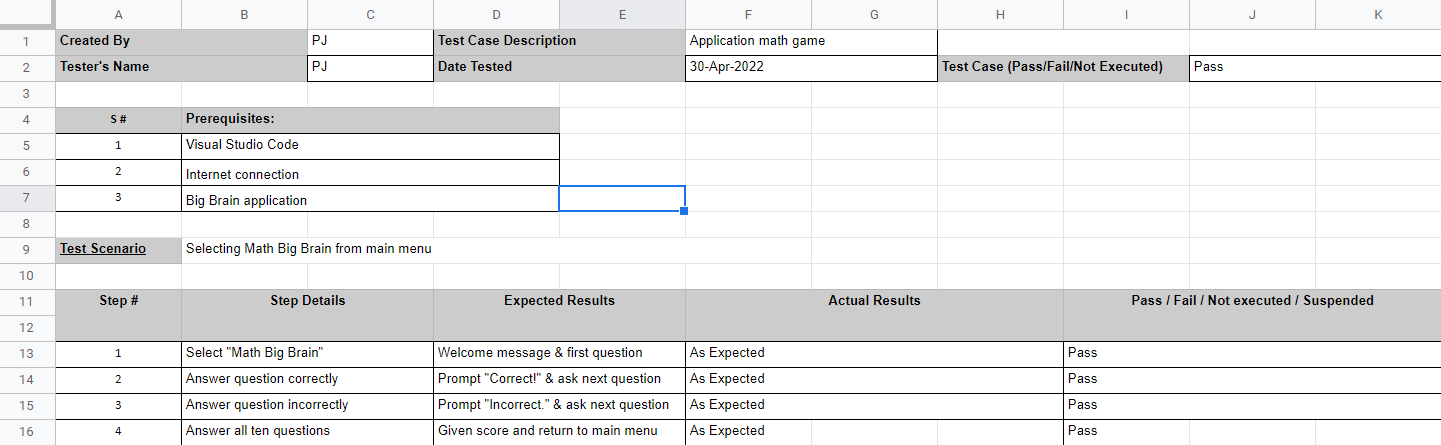 A B C D E F G H I J K
1 Created By PJ Test Case Description Application math game
2 Tester's Name PJ Date Tested 30-Apr-2022 Test Case (Pass/Fail/Not Executed) Pass
3
4 S # Prerequisites:
5 1 Visual Studio Code
6 2 Internet connection
7 3 Big Brain application
8
9 Test Scenario Selecting Math Big Brain from main menu
10
11 Step # Step Details Expected Results Actual Results Pass / Fail / Not executed / Suspended
12
13 1 Select "Math Big Brain" Welcome message & first question As Expected Pass
14 2 Answer question correctly Prompt "Correct!" & ask next question As Expected Pass
15 3 Answer question incorrectly Prompt "Incorrect." & ask next question As Expected Pass
16 4 Answer all ten questions Given score and return to main menu As Expected Pass